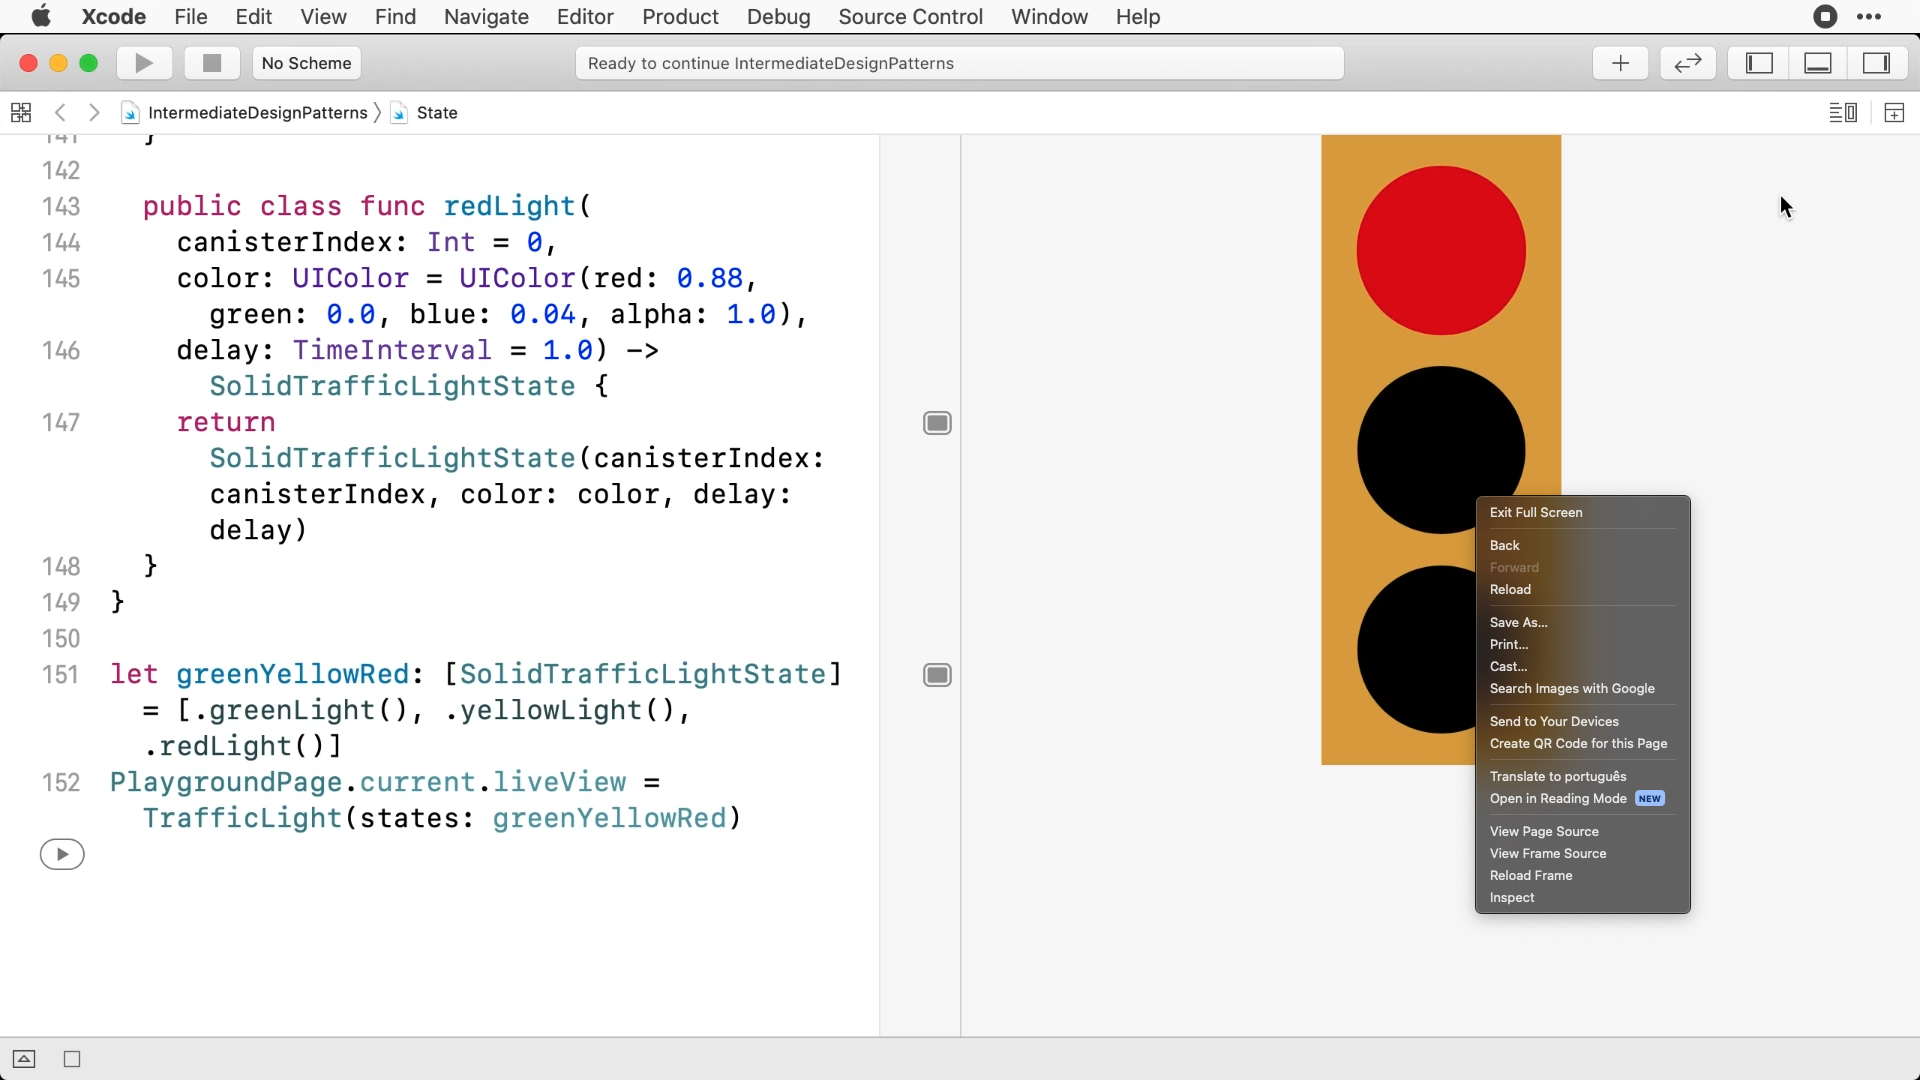 Xcode File Edit View Find Navigate Editor Product Debug Source Control Window Help
No Scheme
Ready to continue IntermediateDesignPatterns
IntermediateDesignPatterns State
141 }
142
143 public class func redLight(
144 canisterIndex: Int = 0,
145 color: UIColor = UIColor(red: 0.88,
green: 0.0, blue: 0.04, alpha: 1.0),
146 delay: TimeInterval = 1.0) ->
SolidTrafficLightState {
147 return
SolidTrafficLightState(canisterIndex:
canisterIndex, color: color, delay:
delay)
148 }
149 }
150
151 let greenYellowRed: [SolidTrafficLightState]
= [.greenLight(), .yellowLight(),
.redLight()]
152 PlaygroundPage.current.liveView =
TrafficLight(states: greenYellowRed)
Exit Full Screen
Back
Forward
Reload
Save As...
Print...
Cast...
Search Images with Google
Send to Your Devices
Create QR Code for this Page
Translate to português
Open in Reading Mode NEW
View Page Source
View Frame Source
Reload Frame
Inspect